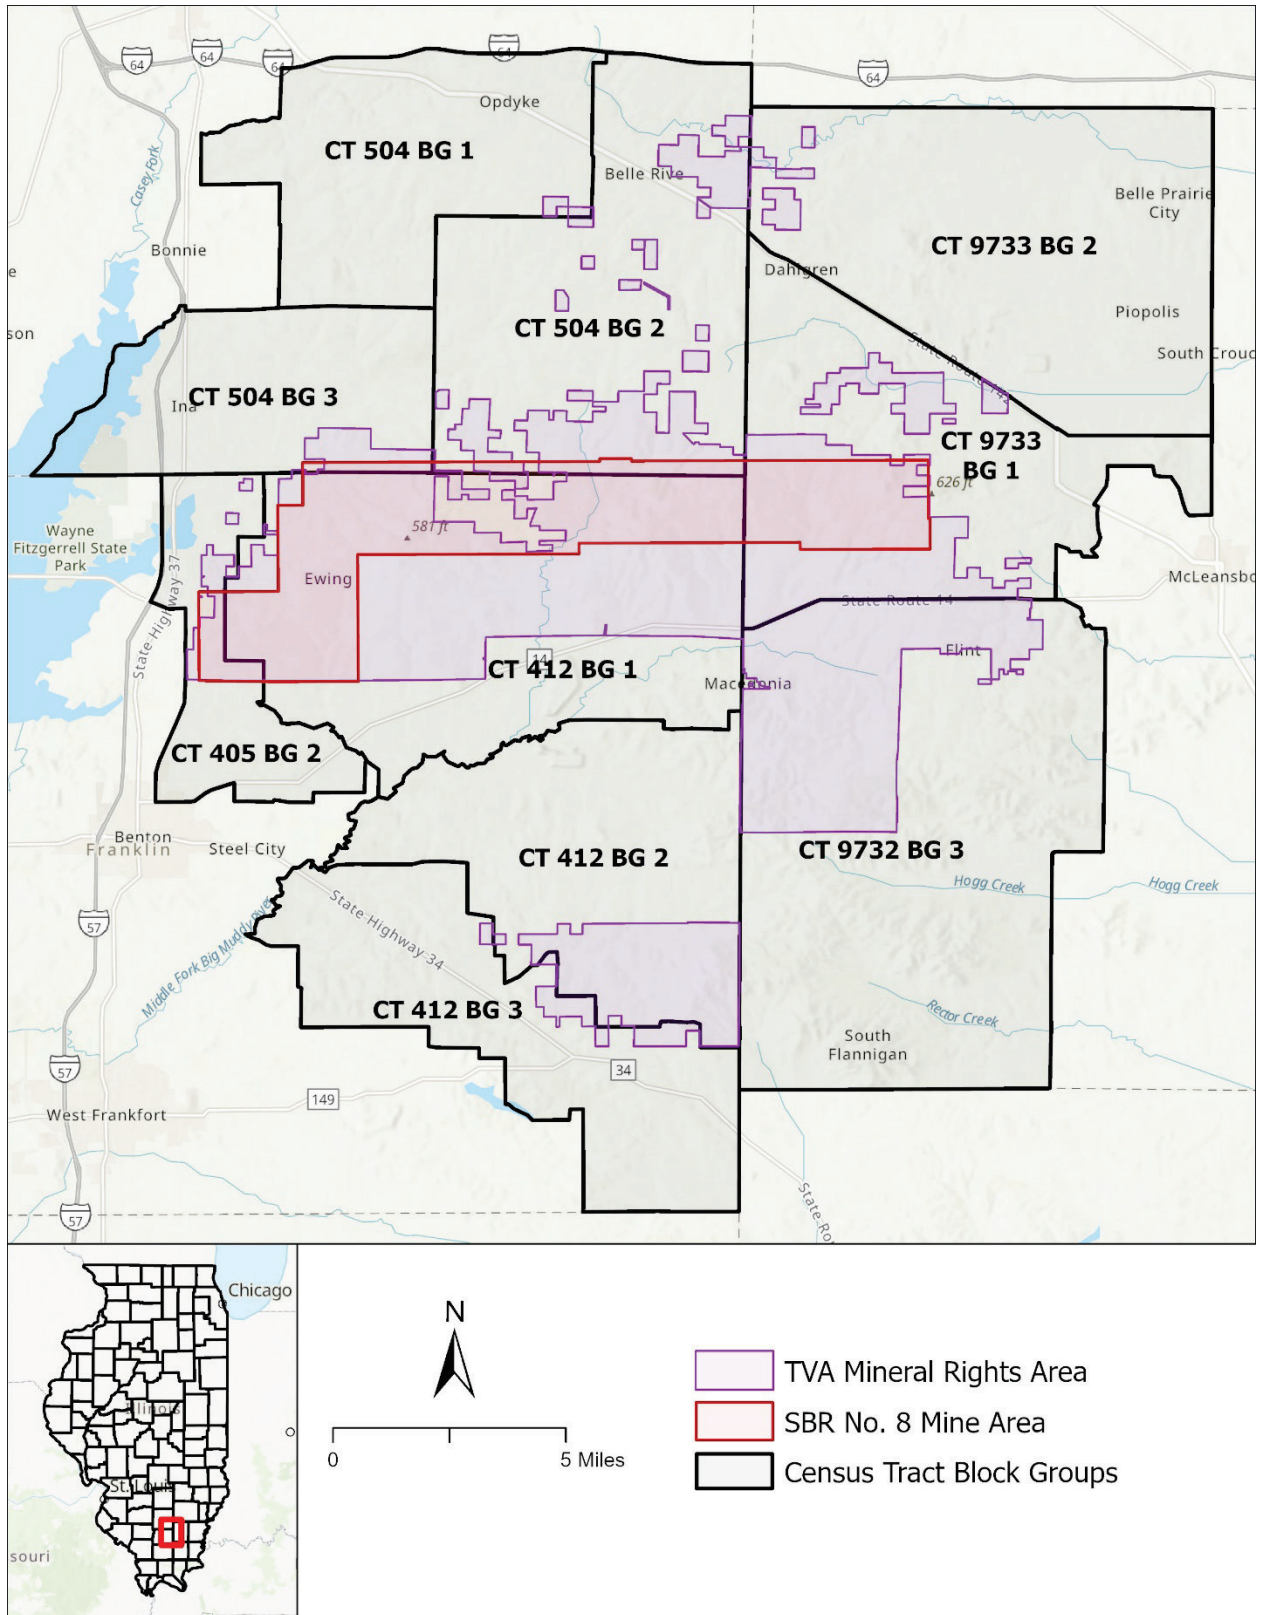 64
64
64
64
64
Opdyke
CT 504 BG 1
Casey Fork
Belle Rive
Belle Prairie
City
Bonnie
CT 9733 BG 2
Dahlgren
e
Piopolis
CT 504 BG 2
son
State Route 142
South Crouc
Ina
CT 504 BG 3
CT 9733
BG 1
626 ft
581 ft
Wayne
Fitzgerrell State
Park
Ewing
McLeansbo
State Highway 37
State Route 14
14
Flint
CT 412 BG 1
Macedonia
CT 405 BG 2
Benton
Franklin
Steel City
CT 412 BG 2
CT 9732 BG 3
Hogg Creek
Hogg Creek
57
State Highway 34
Middle Fork Big Muddy River
CT 412 BG 3
Rector Creek
South
Flannigan
57
34
149
West Frankfort
57
State Ro
Chicago
Illinois
St. Louis
souri
N
0
5 Miles
TVA Mineral Rights Area
SBR No. 8 Mine Area
Census Tract Block Groups